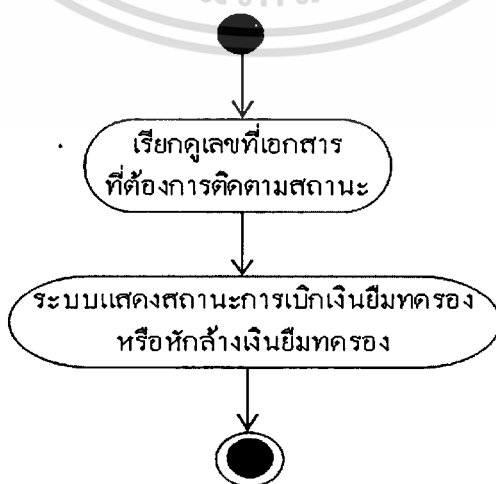 เรียกดูเลขที่เอกสาร
ที่ต้องการติดตามสถานะ
ระบบแสดงสถานะการเบิกเงินยืมทดรอง
หรือหักล้างเงินยืมทดรอง